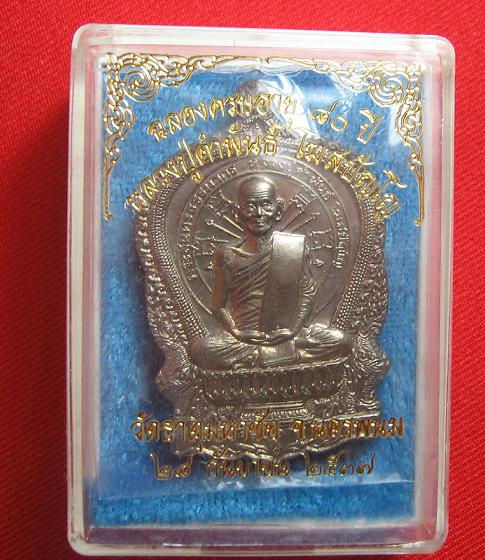 ฉลองครบอายุ ๘๐ ปี
หลวงปู่คำพันธ์ โฆสปัญโญ
วัดธาตุมหาชัย จ.นครพนม
๒๘ กันยายน ๒๕๓๗